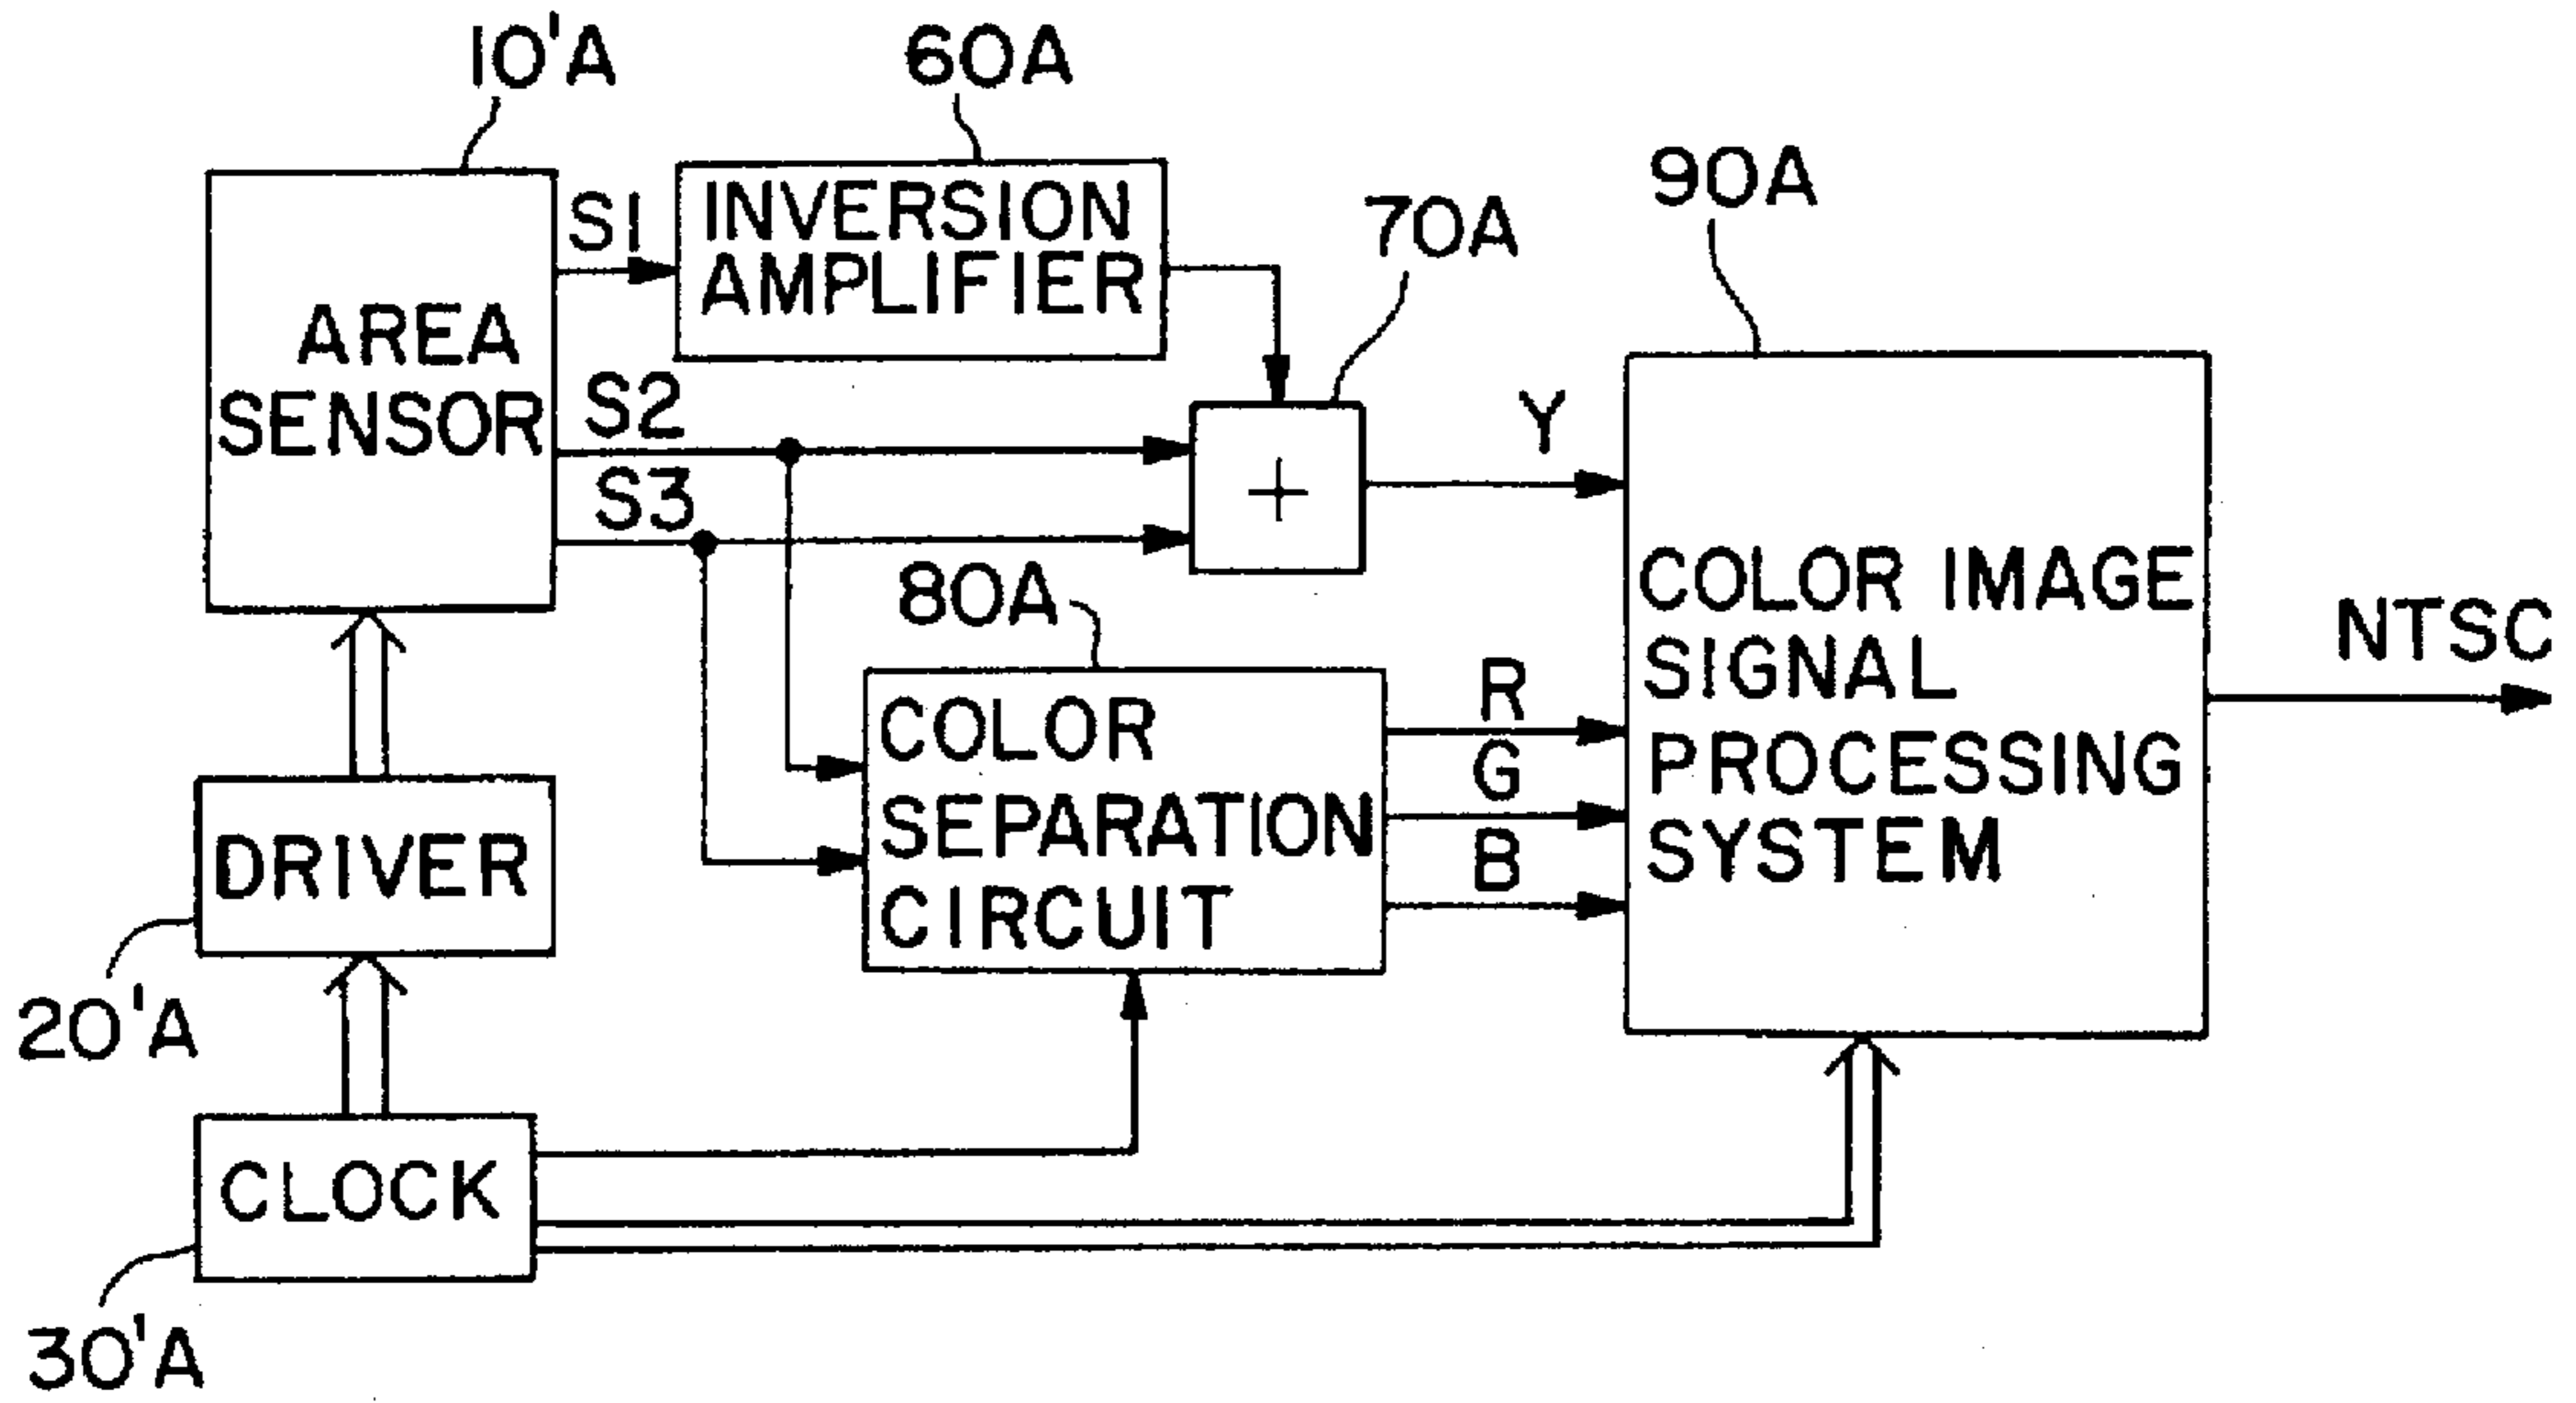 10'A
60A
90A
70A
S1
INVERSION
AMPLIFIER
AREA
SENSOR
S2
S3
+
Y
80A
COLOR IMAGE
SIGNAL
PROCESSING
SYSTEM
NTSC
COLOR
SEPARATION
CIRCUIT
R
G
B
DRIVER
20'A
CLOCK
30'A